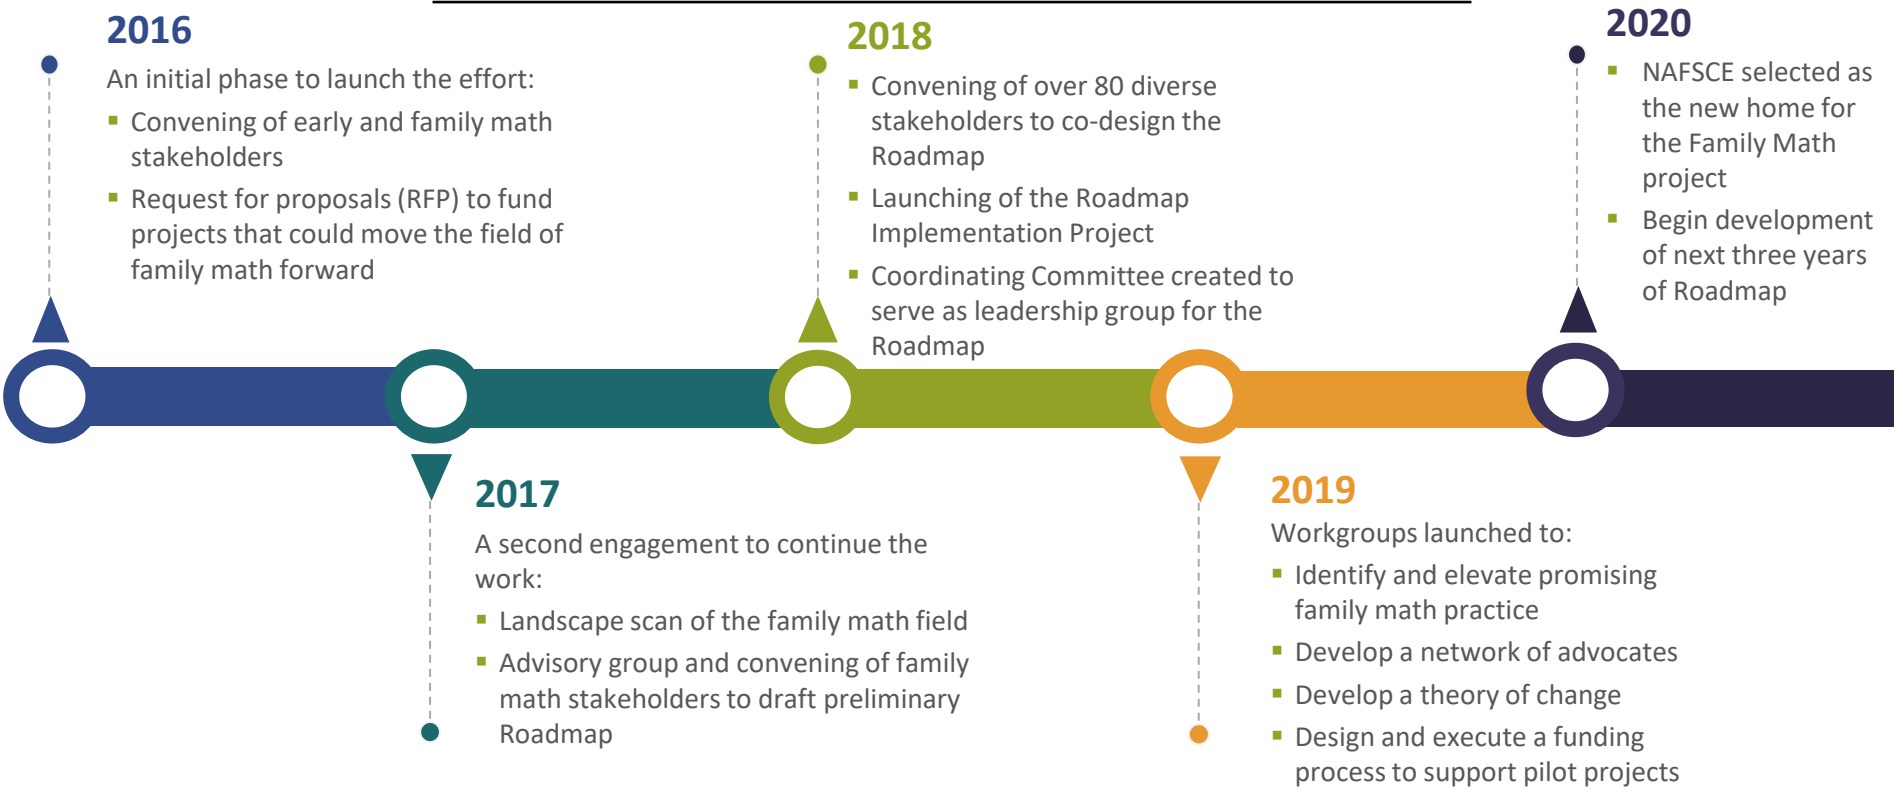 2016
An initial phase to launch the effort:
▪ Convening of early and family math
stakeholders
▪ Request for proposals (RFP) to fund
projects that could move the field of
family math forward
2017
A second engagement to continue the
work:
▪ Landscape scan of the family math field
▪ Advisory group and convening of family
math stakeholders to draft preliminary
Roadmap
2018
▪ Convening of over 80 diverse
stakeholders to co-design the
Roadmap
▪ Launching of the Roadmap
Implementation Project
▪ Coordinating Committee created to
serve as leadership group for the
Roadmap
2019
Workgroups launched to:
▪ Identify and elevate promising
family math practice
▪ Develop a network of advocates
▪ Develop a theory of change
▪ Design and execute a funding
process to support pilot projects
2020
▪ NAFSCE selected as
the new home for
the Family Math
project
▪ Begin development
of next three years
of Roadmap